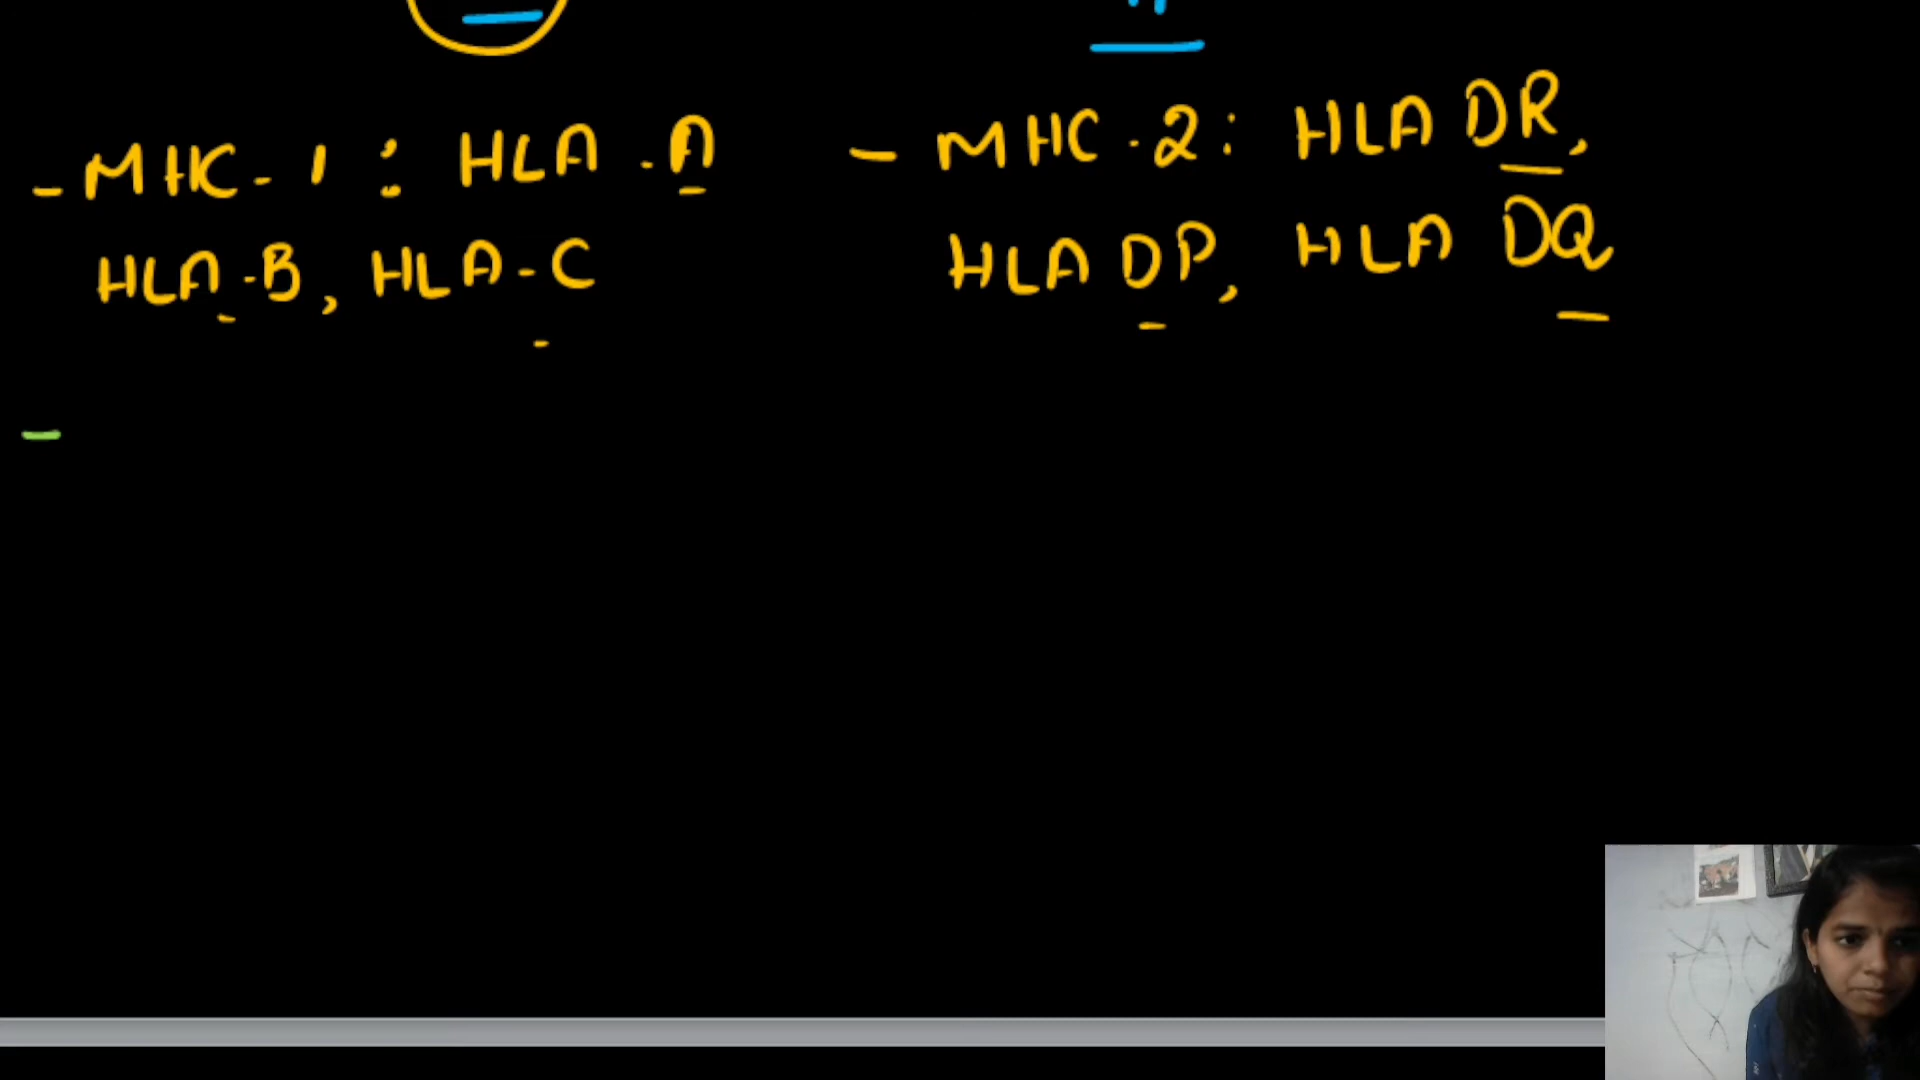 - MHC - 1 : HLA - A
HLA - B, HLA - C
- MHC - 2 : HLA DR,
HLA DP, HLA DQ
-